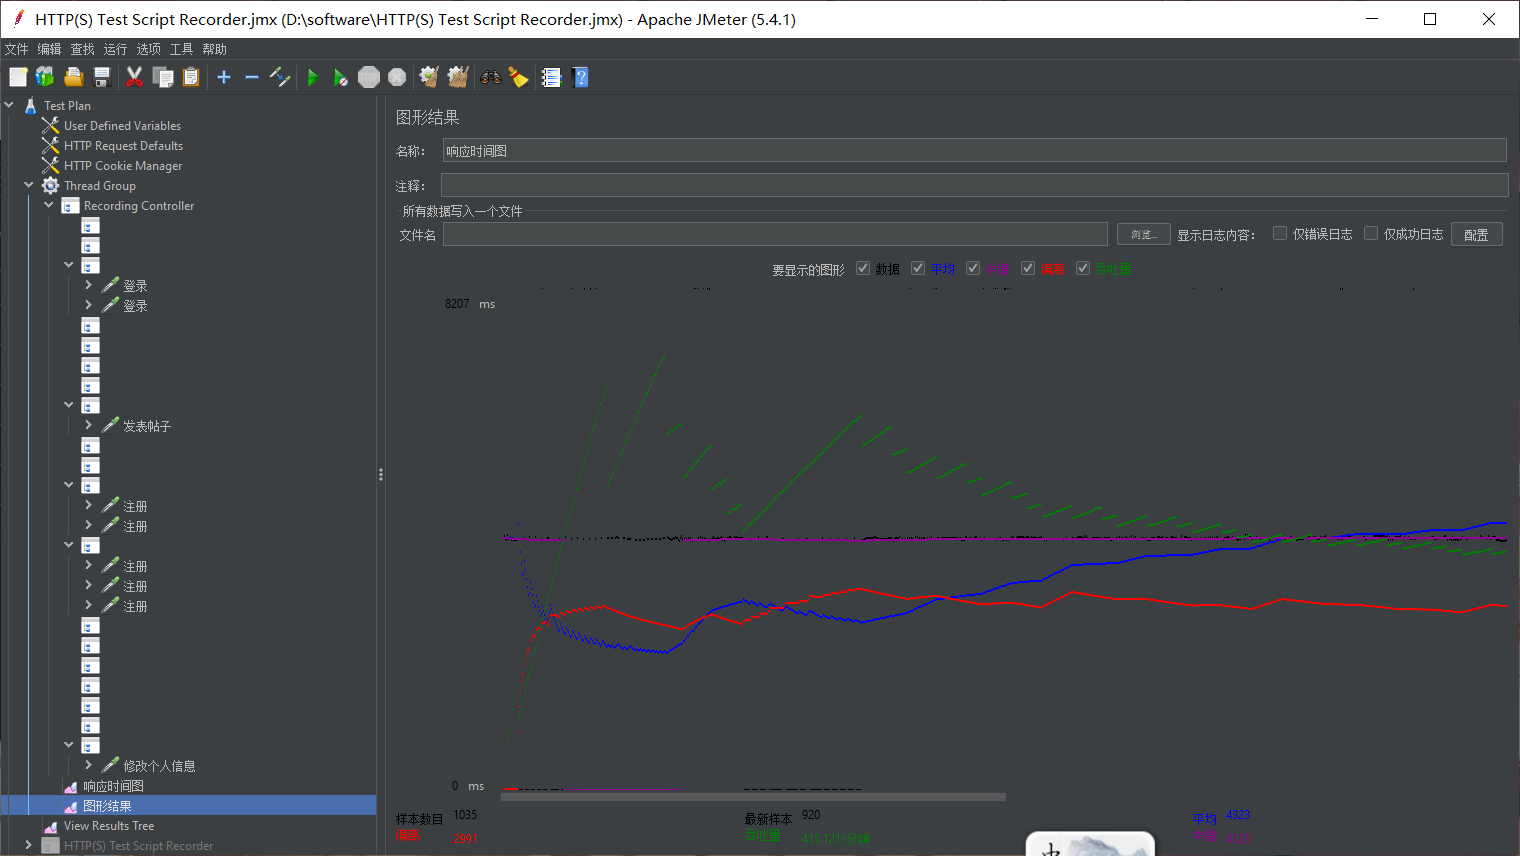 HTTP(S) Test Script Recorder.jmx (D:\software\HTTP(S) Test Script Recorder.jmx) - Apache JMeter (5.4.1)
文件 编辑 查找 运行 选项 工具 帮助
STOP
Test Plan
User Defined Variables
HTTP Request Defaults
HTTP Cookie Manager
Thread Group
Recording Controller
登录
登录
发表帖子
注册
注册
注册
注册
注册
修改个人信息
响应时间图
图形结果
View Results Tree
HTTP(S) Test Script Recorder
图形结果
名称: 响应时间图
注释:
所有数据写入一个文件
文件名 浏览... 显示日志内容: 仅错误日志 仅成功日志 配置
要显示的图形 数据 平均 中值 偏离 吞吐量
8207 ms
0 ms
样本数目 1035 最新样本 920 平均 4323
偏离 2991 吞吐量 413.121/分钟 中值